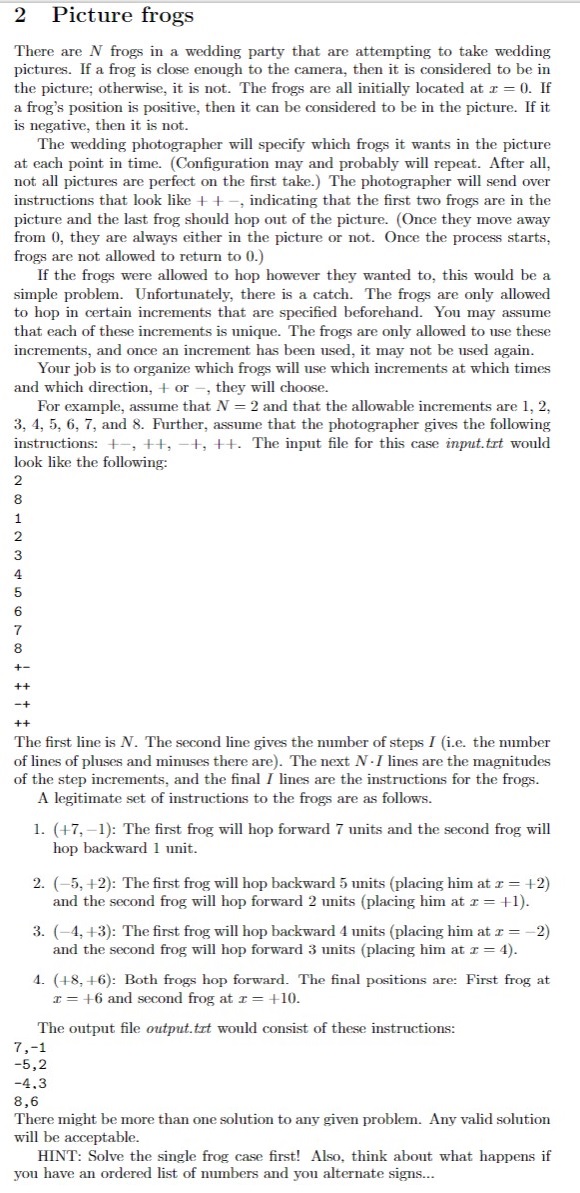 2 Picture frogs
There are N frogs in a wedding party that are attempting to take wedding
pictures. If a frog is close enough to the camera, then it is considered to be in
the picture; otherwise, it is not. The frogs are all initially located at x = 0. If
a frog's position is positive, then it can be considered to be in the picture. If it
is negative, then it is not.
The wedding photographer will specify which frogs it wants in the picture
at each point in time. (Configuration may and probably will repeat. After all,
not all pictures are perfect on the first take.) The photographer will send over
instructions that look like + + −, indicating that the first two frogs are in the
picture and the last frog should hop out of the picture. (Once they move away
from 0, they are always either in the picture or not. Once the process starts,
frogs are not allowed to return to 0.)
If the frogs were allowed to hop however they wanted to, this would be a
simple problem. Unfortunately, there is a catch. The frogs are only allowed
to hop in certain increments that are specified beforehand. You may assume
that each of these increments is unique. The frogs are only allowed to use these
increments, and once an increment has been used, it may not be used again.
Your job is to organize which frogs will use which increments at which times
and which direction, + or −, they will choose.
For example, assume that N = 2 and that the allowable increments are 1, 2,
3, 4, 5, 6, 7, and 8. Further, assume that the photographer gives the following
instructions: +−, ++, −+, ++. The input file for this case input.txt would
look like the following:
2
8
1
2
3
4
5
6
7
8
+-
++
-+
++
The first line is N. The second line gives the number of steps I (i.e. the number
of lines of pluses and minuses there are). The next N·I lines are the magnitudes
of the step increments, and the final I lines are the instructions for the frogs.
A legitimate set of instructions to the frogs are as follows.
1. (+7, −1): The first frog will hop forward 7 units and the second frog will
hop backward 1 unit.
2. (−5, +2): The first frog will hop backward 5 units (placing him at x = +2)
and the second frog will hop forward 2 units (placing him at x = +1).
3. (−4, +3): The first frog will hop backward 4 units (placing him at x = −2)
and the second frog will hop forward 3 units (placing him at x = 4).
4. (+8, +6): Both frogs hop forward. The final positions are: First frog at
x = +6 and second frog at x = +10.
The output file output.txt would consist of these instructions:
7,-1
-5,2
-4,3
8,6
There might be more than one solution to any given problem. Any valid solution
will be acceptable.
HINT: Solve the single frog case first! Also, think about what happens if
you have an ordered list of numbers and you alternate signs...